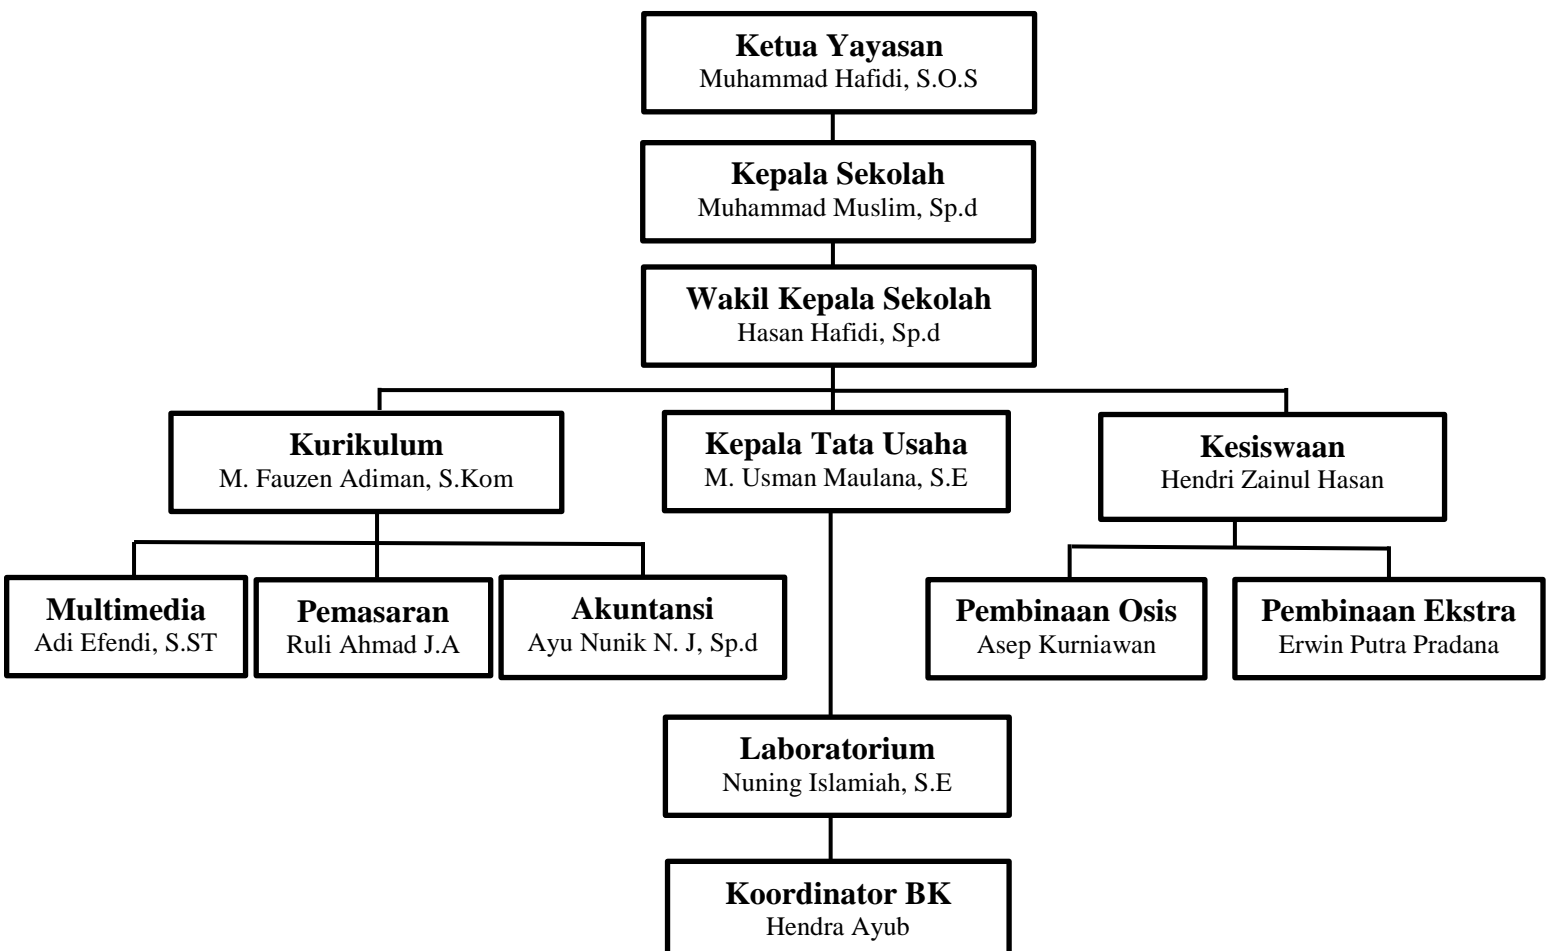 Ketua Yayasan
Muhammad Hafidi, S.O.S
Kepala Sekolah
Muhammad Muslim, Sp.d
Wakil Kepala Sekolah
Hasan Hafidi, Sp.d
Kurikulum
M. Fauzen Adiman, S.Kom
Kepala Tata Usaha
M. Usman Maulana, S.E
Kesiswaan
Hendri Zainul Hasan
Multimedia
Adi Efendi, S.ST
Pemasaran
Ruli Ahmad J.A
Akuntansi
Ayu Nunik N. J, Sp.d
Pembinaan Osis
Asep Kurniawan
Pembinaan Ekstra
Erwin Putra Pradana
Laboratorium
Nuning Islamiah, S.E
Koordinator BK
Hendra Ayub